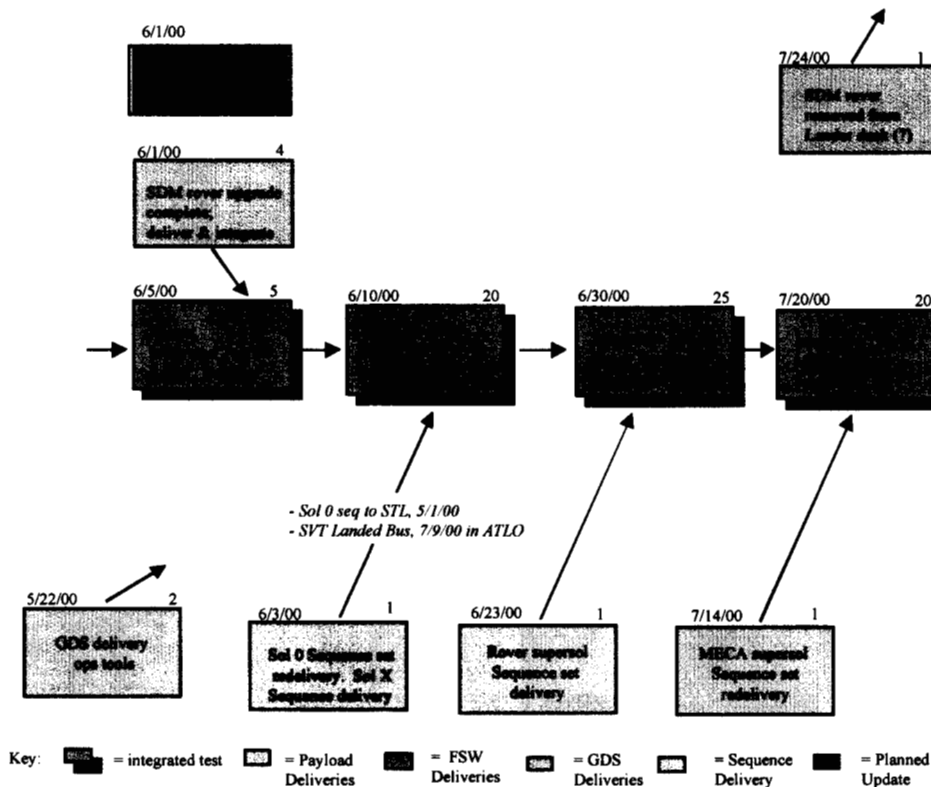 6/1/00
7/24/00 1
SDM rover
removed from
Lander deck (?)
6/1/00 4
SDM rover upgrade
complete,
deliver & integrate
6/5/00 5
6/10/00 20
6/30/00 25
7/20/00 20
- Sol 0 seq to STL, 5/1/00
- SVT Landed Bus, 7/9/00 in ATLO
5/22/00 2
GDS delivery
ops tools
6/3/00 1
Sol 0 Sequence set
redelivery. Sol X
Sequence delivery
6/23/00 1
Rover supersol
Sequence set
delivery
7/14/00 1
MECA supersol
Sequence set
redelivery
Key: = integrated test = Payload Deliveries = FSW Deliveries = GDS Deliveries = Sequence Delivery = Planned Update